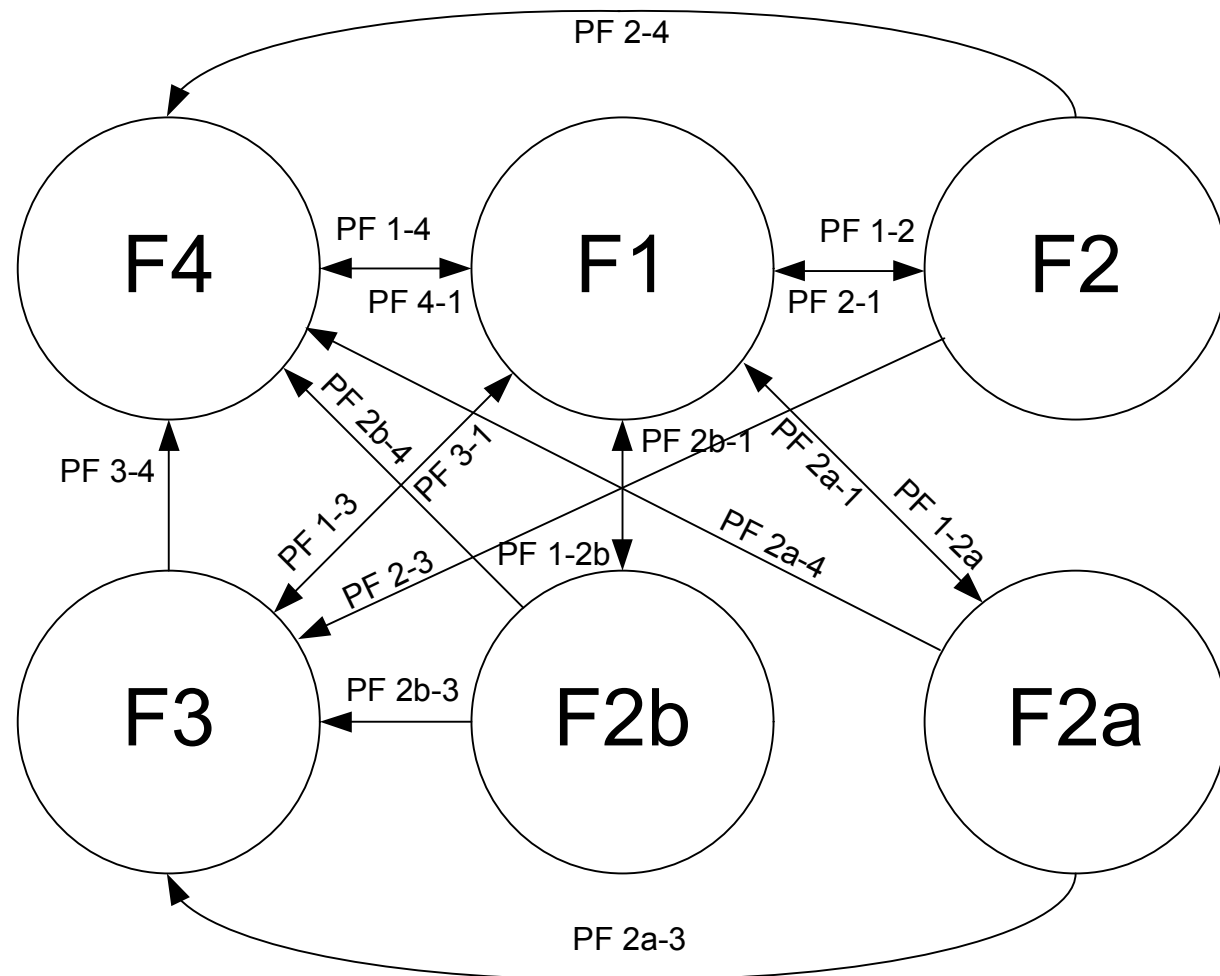 PF 2-4
F4
PF 1-4
PF 4-1
F1
PF 1-2
PF 2-1
F2
PF 3-4
PF 2b-4
PF 3-1
PF 1-3
PF 2b-1
PF 1-2b
PF 2-3
PF 2a-1
PF 1-2a
PF 2a-4
F3
PF 2b-3
F2b
F2a
PF 2a-3